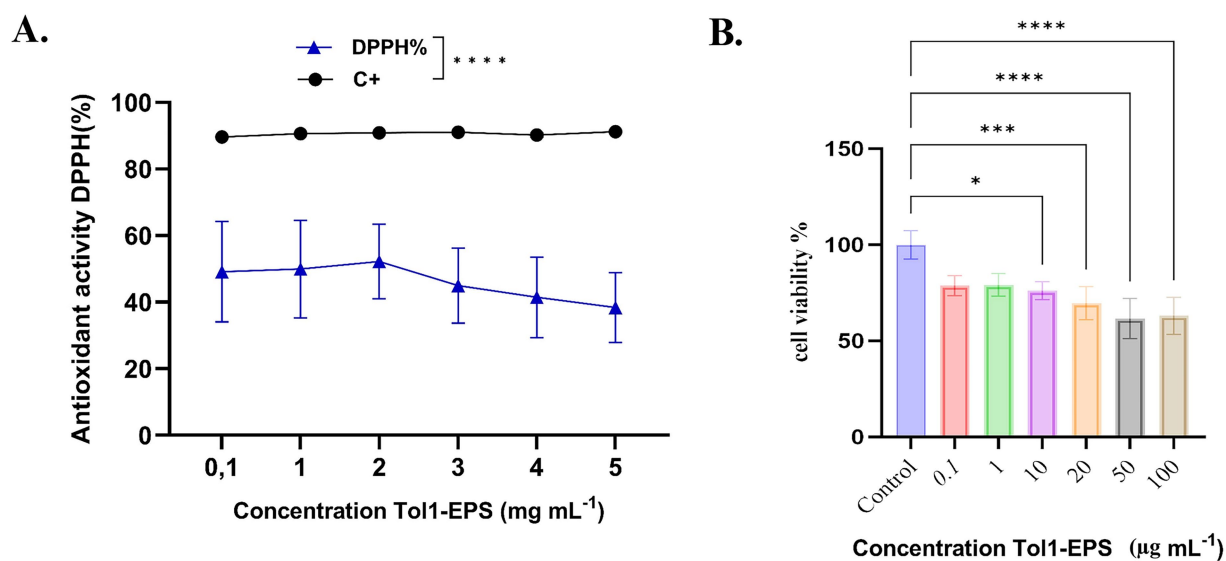 A.
DPPH%
C+
* * * *
Antioxidant activity DPPH(%)
100
80
60
40
20
0
0,1 1 2 3 4 5
Concentration Tol1-EPS (mg mL-1)
B.
****
****
***
*
cell viability %
150
100
50
0
Control 0.1 1 10 20 50 100
Concentration Tol1-EPS (µg mL-1)